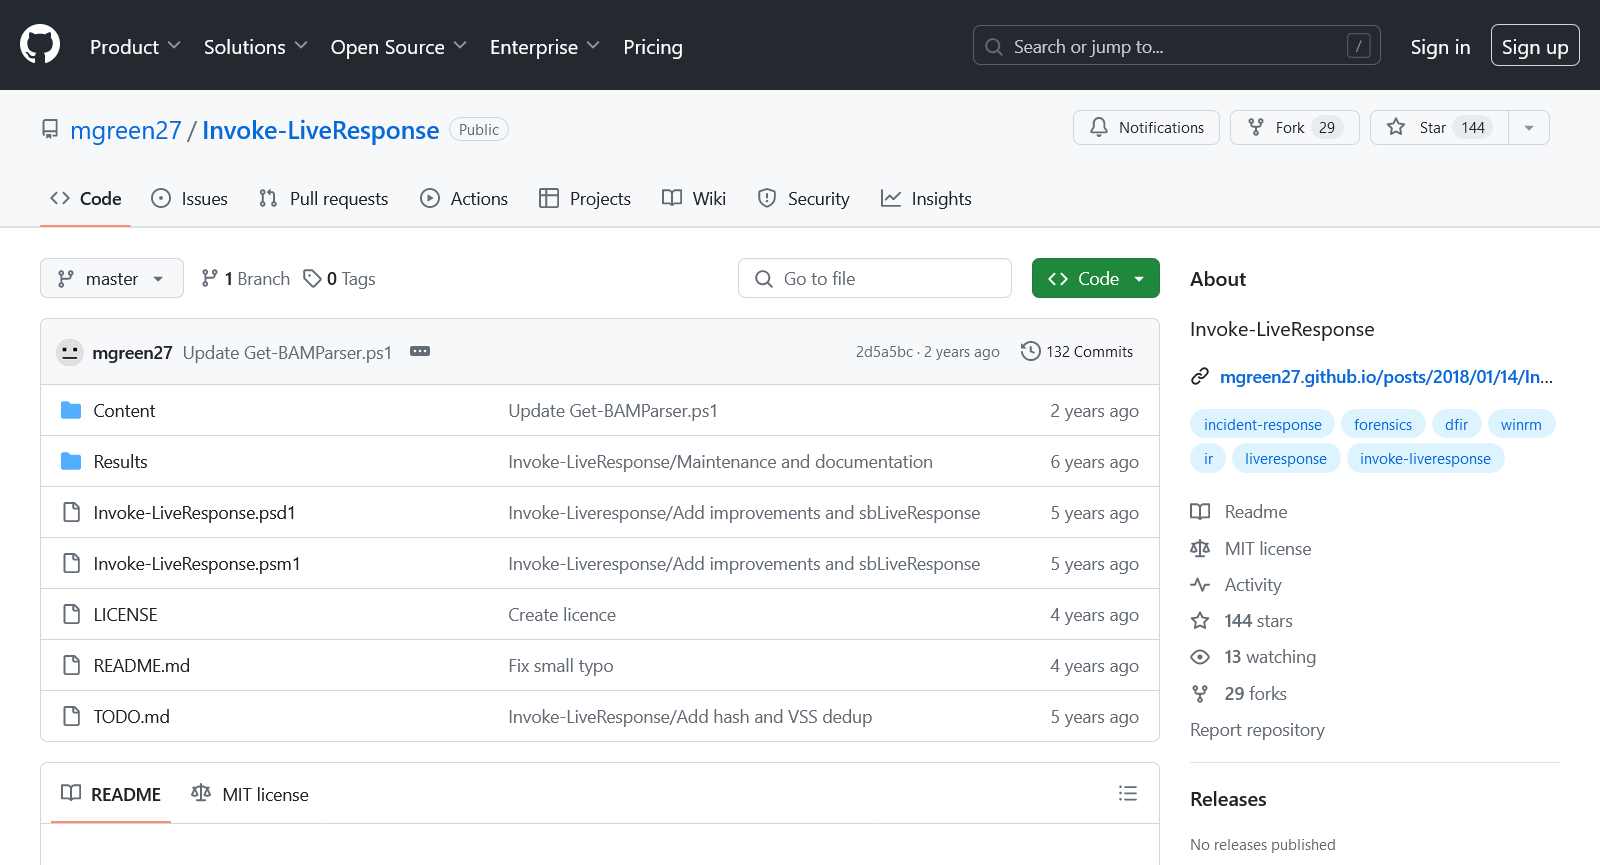 Product Solutions Open Source Enterprise Pricing Search or jump to... / Sign in Sign up
mgreen27 / Invoke-LiveResponse Public Notifications Fork 29 Star 144
Code Issues Pull requests Actions Projects Wiki Security Insights
master 1 Branch 0 Tags Go to file Code
mgreen27 Update Get-BAMParser.ps1 2d5a5bc · 2 years ago 132 Commits
Content Update Get-BAMParser.ps1 2 years ago
Results Invoke-LiveResponse/Maintenance and documentation 6 years ago
Invoke-LiveResponse.psd1 Invoke-Liveresponse/Add improvements and sbLiveResponse 5 years ago
Invoke-LiveResponse.psm1 Invoke-Liveresponse/Add improvements and sbLiveResponse 5 years ago
LICENSE Create licence 4 years ago
README.md Fix small typo 4 years ago
TODO.md Invoke-LiveResponse/Add hash and VSS dedup 5 years ago
README MIT license
About
Invoke-LiveResponse
mgreen27.github.io/posts/2018/01/14/In...
incident-response forensics dfir winrm
ir liveresponse invoke-liveresponse
Readme
MIT license
Activity
144 stars
13 watching
29 forks
Report repository
Releases
No releases published